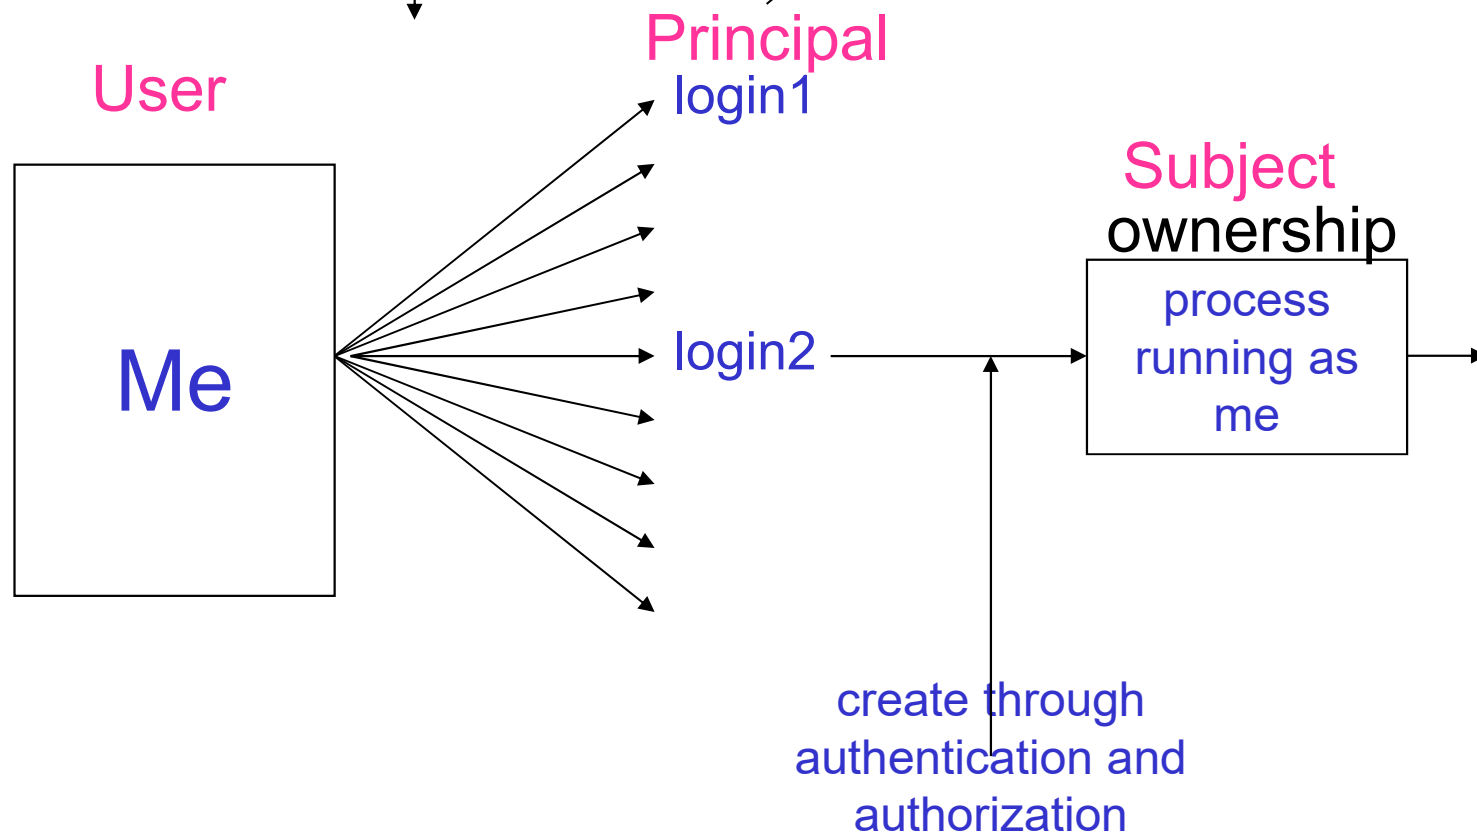 Principal
User
login1
Subject
ownership
process
running as
me
Me
login2
create through
authentication and
authorization